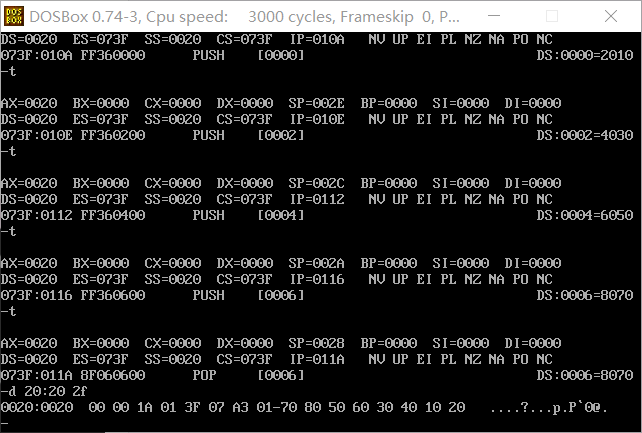 DOS BOX DOSBox 0.74-3, Cpu speed: 3000 cycles, Frameskip 0, P...
DS=0020 ES=073F SS=0020 CS=073F IP=010A NV UP EI PL NZ NA PO NC
073F:010A FF360000 PUSH [0000] DS:0000=2010
-t
AX=0020 BX=0000 CX=0000 DX=0000 SP=002E BP=0000 SI=0000 DI=0000
DS=0020 ES=073F SS=0020 CS=073F IP=010E NV UP EI PL NZ NA PO NC
073F:010E FF360200 PUSH [0002] DS:0002=4030
-t
AX=0020 BX=0000 CX=0000 DX=0000 SP=002C BP=0000 SI=0000 DI=0000
DS=0020 ES=073F SS=0020 CS=073F IP=0112 NV UP EI PL NZ NA PO NC
073F:0112 FF360400 PUSH [0004] DS:0004=6050
-t
AX=0020 BX=0000 CX=0000 DX=0000 SP=002A BP=0000 SI=0000 DI=0000
DS=0020 ES=073F SS=0020 CS=073F IP=0116 NV UP EI PL NZ NA PO NC
073F:0116 FF360600 PUSH [0006] DS:0006=8070
-t
AX=0020 BX=0000 CX=0000 DX=0000 SP=0028 BP=0000 SI=0000 DI=0000
DS=0020 ES=073F SS=0020 CS=073F IP=011A NV UP EI PL NZ NA PO NC
073F:011A 8F060600 POP [0006] DS:0006=8070
-d 20:20 2f
0020:0020 00 00 1A 01 3F 07 A3 01-70 80 50 60 30 40 10 20 ....?...p.P`0@.
-